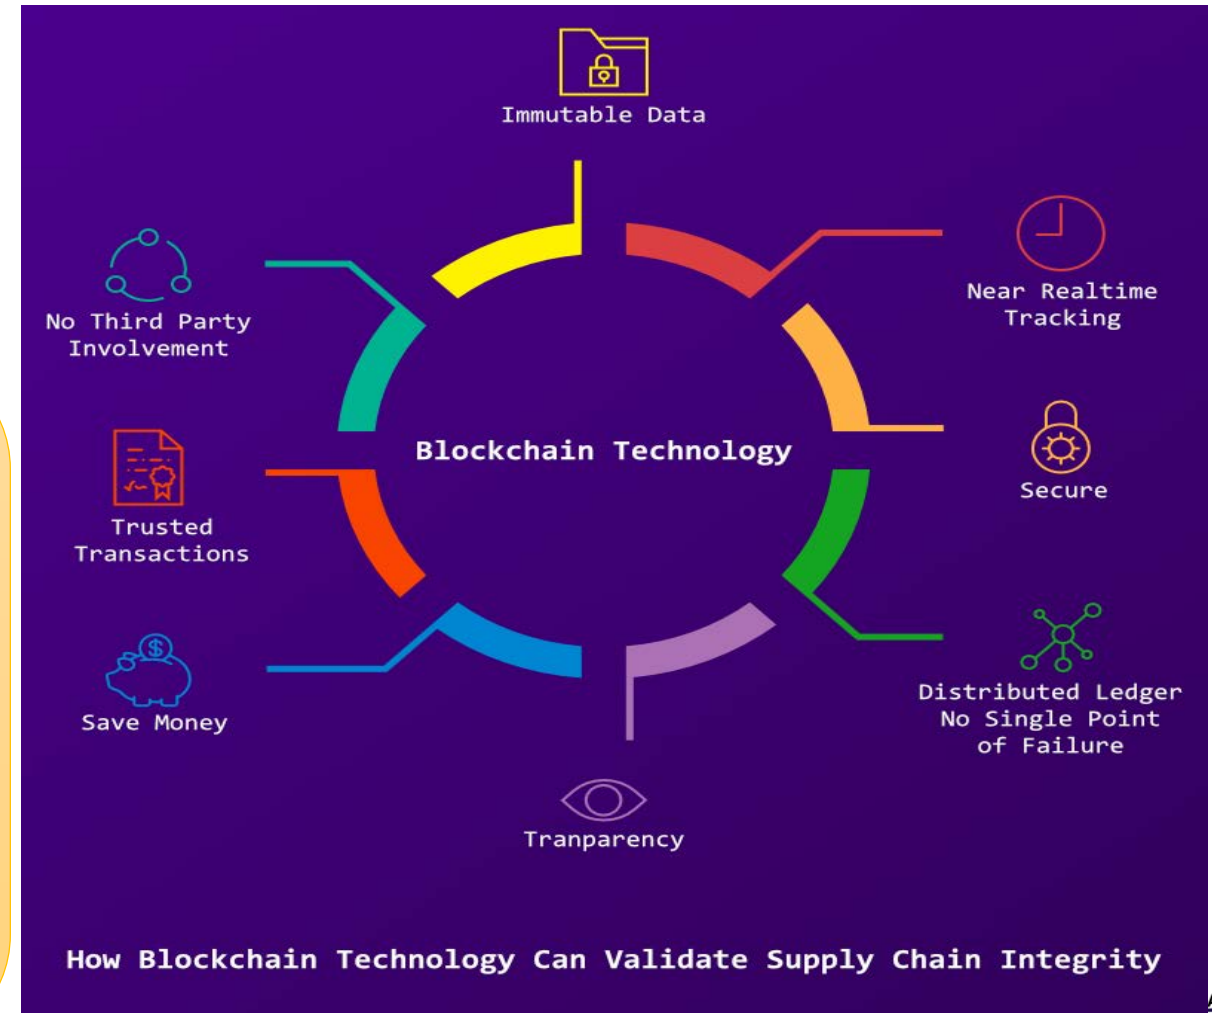 Immutable Data
Near Realtime
Tracking
Secure
Distributed Ledger
No Single Point
of Failure
Tranparency
Save Money
Trusted
Transactions
No Third Party
Involvement
Blockchain Technology
How Blockchain Technology Can Validate Supply Chain Integrity